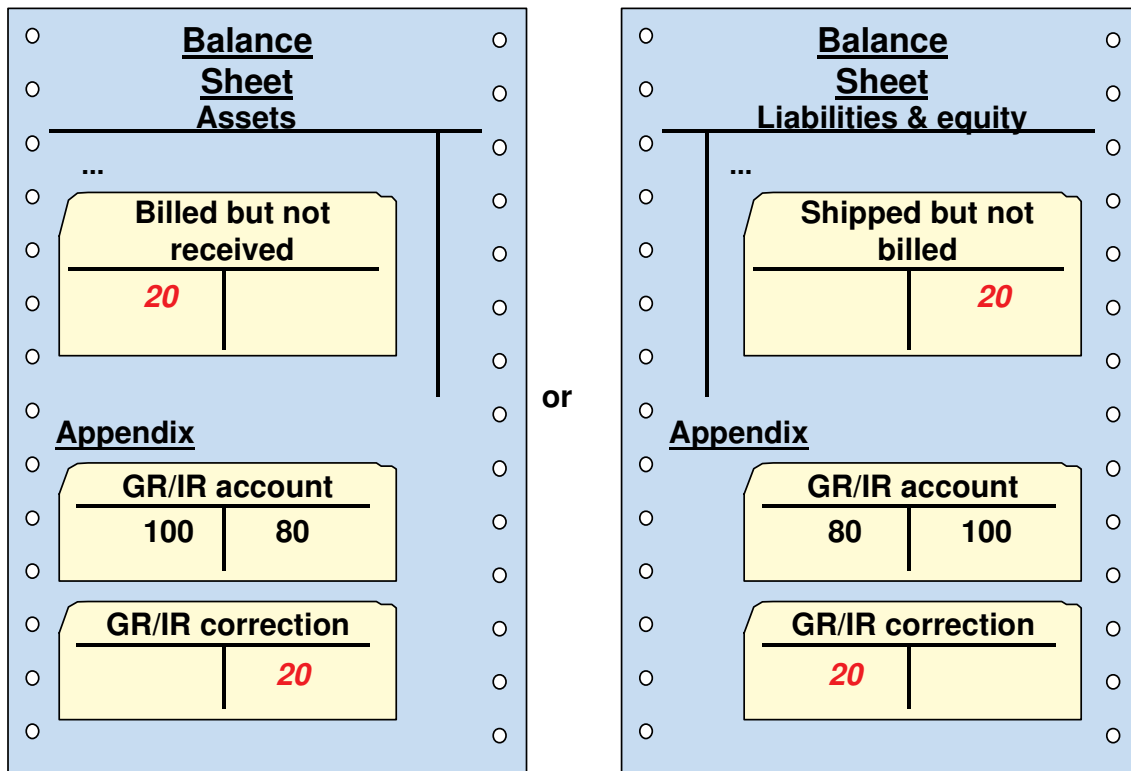 Balance
Sheet
Assets
...
Billed but not
received
20
Appendix
GR/IR account
100 80
GR/IR correction
20
or
Balance
Sheet
Liabilities & equity
...
Shipped but not
billed
20
Appendix
GR/IR account
80 100
GR/IR correction
20